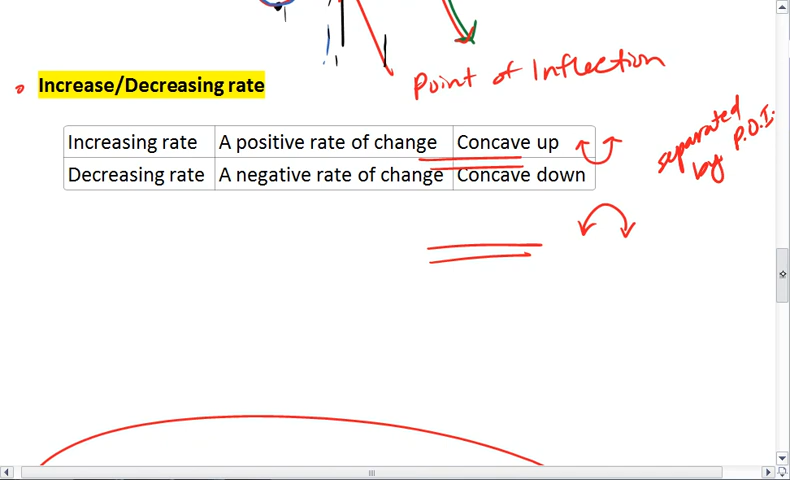 Point of Inflection
Increase/Decreasing rate
Increasing rate A positive rate of change Concave up
Decreasing rate A negative rate of change Concave down
separated
by P.O.I.